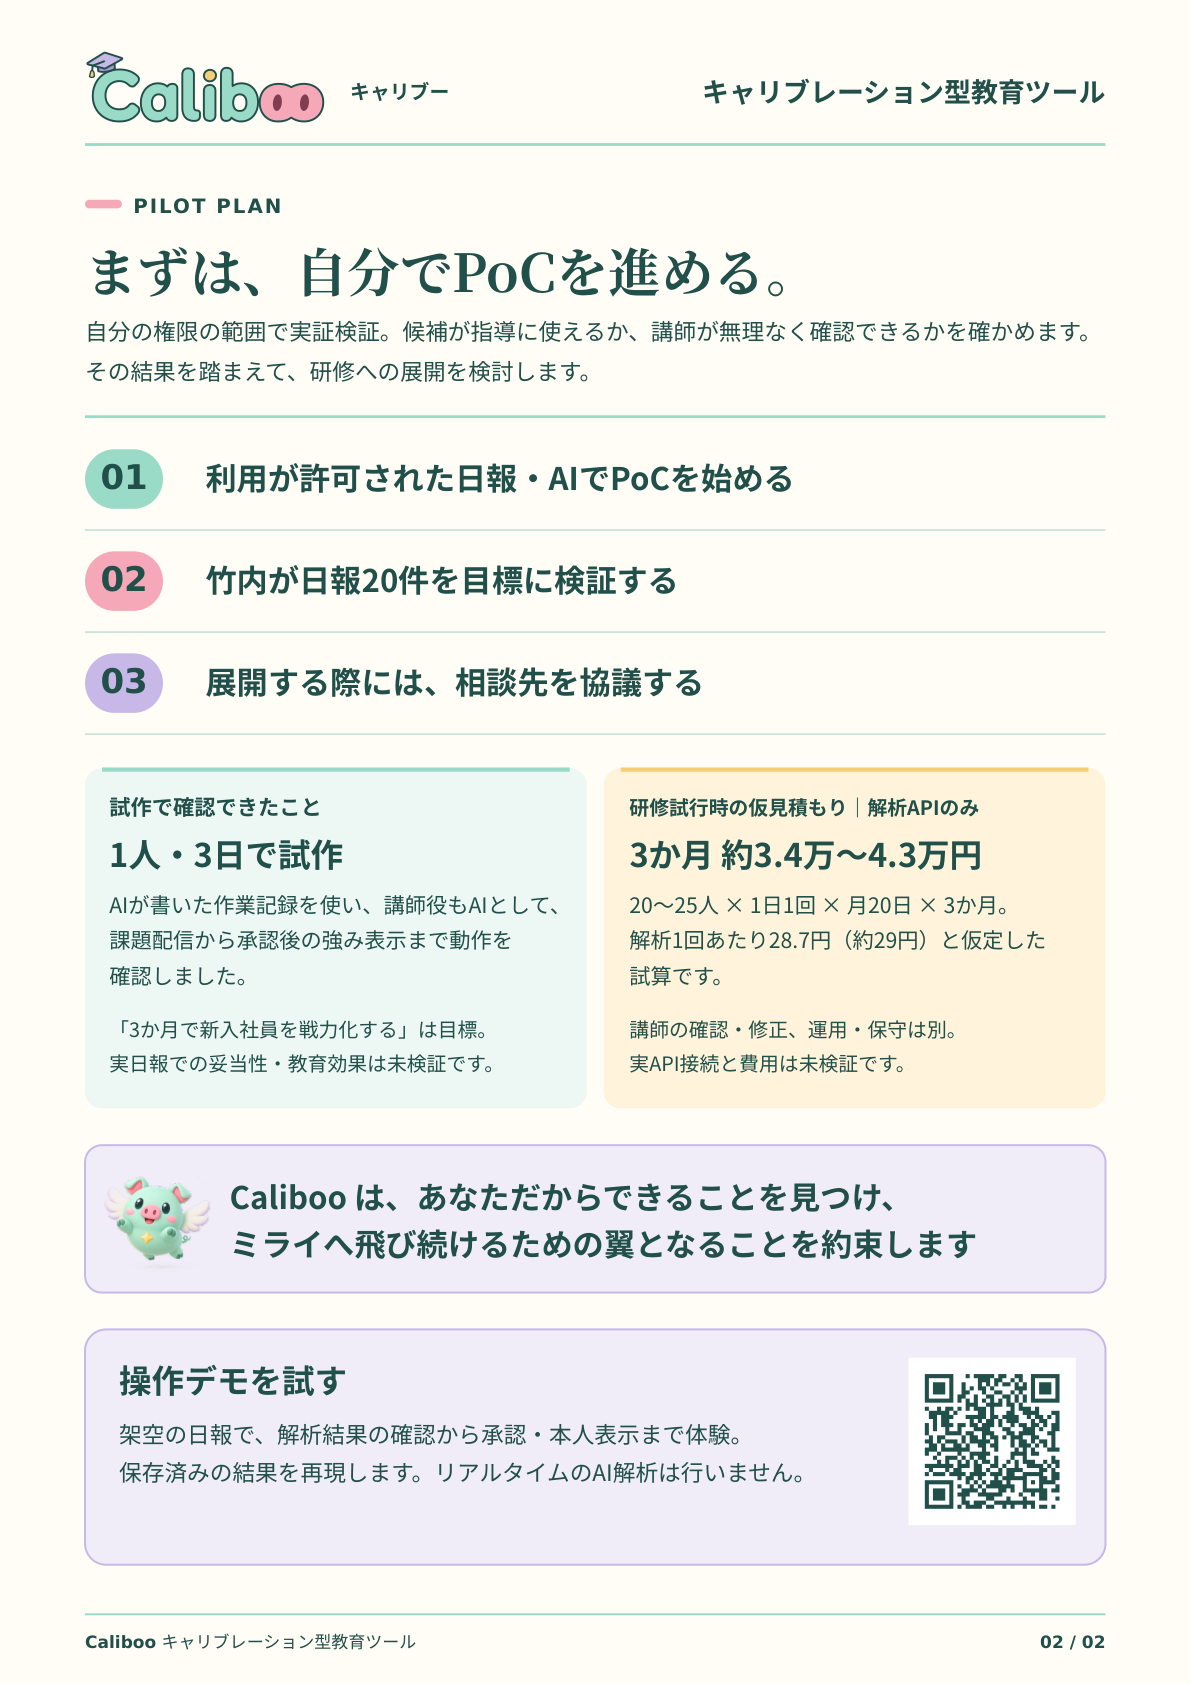 Caliboo
キャリブー
キャリブレーション型教育ツール
PILOT PLAN
まずは、自分でPoCを進める。
自分の権限の範囲で実証検証。候補が指導に使えるか、講師が無理なく確認できるかを確かめます。
その結果を踏まえて、研修への展開を検討します。
01
利用が許可された日報・AIでPoCを始める
02
竹内が日報20件を目標に検証する
03
展開する際には、相談先を協議する
試作で確認できたこと
1人・3日で試作
AIが書いた作業記録を使い、講師役もAIとして、
課題配信から承認後の強み表示まで動作を
確認しました。
「3か月で新入社員を戦力化する」は目標。
実日報での妥当性・教育効果は未検証です。
研修試行時の仮見積もり｜解析APIのみ
3か月 約3.4万〜4.3万円
20〜25人 × 1日1回 × 月20日 × 3か月。
解析1回あたり28.7円（約29円）と仮定した
試算です。
講師の確認・修正、運用・保守は別。
実API接続と費用は未検証です。
Caliboo は、あなただからできることを見つけ、
ミライへ飛び続けるための翼となることを約束します
操作デモを試す
架空の日報で、解析結果の確認から承認・本人表示まで体験。
保存済みの結果を再現します。リアルタイムのAI解析は行いません。
Caliboo キャリブレーション型教育ツール
02 / 02